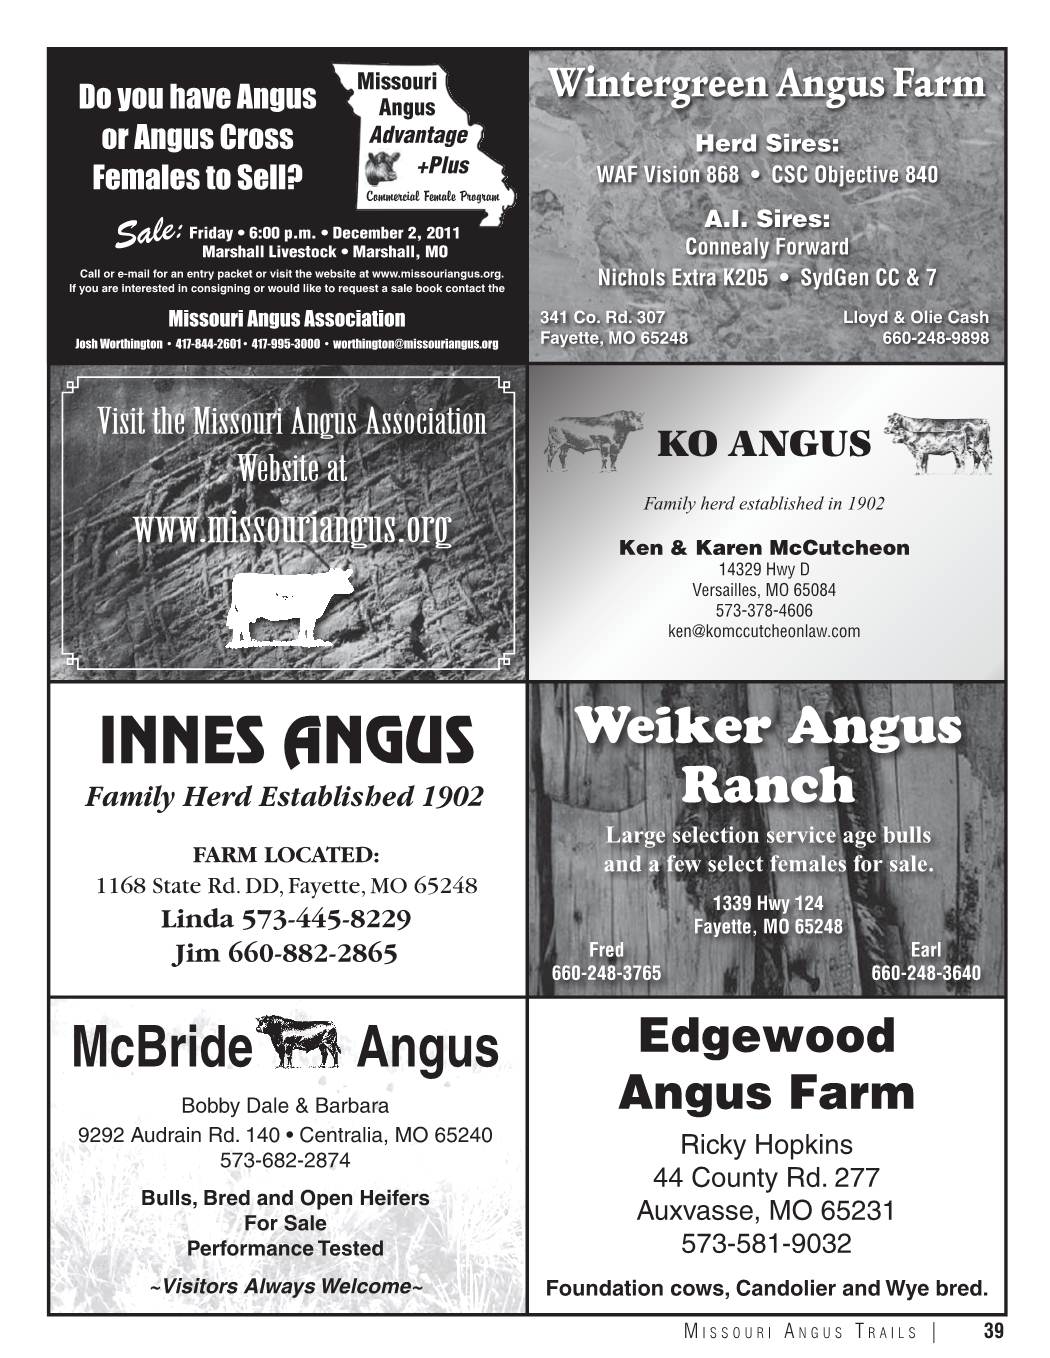 Do you have Angus
or Angus Cross
Females to Sell?
Missouri
Angus
Advantage
+Plus
Commercial Female Program
Sale: Friday • 6:00 p.m. • December 2, 2011
Marshall Livestock • Marshall, MO
Call or e-mail for an entry packet or visit the website at www.missouriangus.org.
If you are interested in consigning or would like to request a sale book contact the
Missouri Angus Association
Josh Worthington • 417-844-2601 • 417-995-3000 • worthington@missouriangus.org
Wintergreen Angus Farm
Herd Sires:
WAF Vision 868 • CSC Objective 840
A.I. Sires:
Connealy Forward
Nichols Extra K205 • SydGen CC & 7
341 Co. Rd. 307
Fayette, MO 65248
Lloyd & Olie Cash
660-248-9898
Visit the Missouri Angus Association
Website at
www.missouriangus.org
KO ANGUS
Family herd established in 1902
Ken & Karen McCutcheon
14329 Hwy D
Versailles, MO 65084
573-378-4606
ken@komccutcheonlaw.com
INNES ANGUS
Family Herd Established 1902
FARM LOCATED:
1168 State Rd. DD, Fayette, MO 65248
Linda 573-445-8229
Jim 660-882-2865
Weiker Angus
Ranch
Large selection service age bulls
and a few select females for sale.
1339 Hwy 124
Fayette, MO 65248
Fred
660-248-3765
Earl
660-248-3640
McBride Angus
Bobby Dale & Barbara
9292 Audrain Rd. 140 • Centralia, MO 65240
573-682-2874
Bulls, Bred and Open Heifers
For Sale
Performance Tested
~Visitors Always Welcome~
Edgewood
Angus Farm
Ricky Hopkins
44 County Rd. 277
Auxvasse, MO 65231
573-581-9032
Foundation cows, Candolier and Wye bred.
MISSOURI ANGUS TRAILS | 39